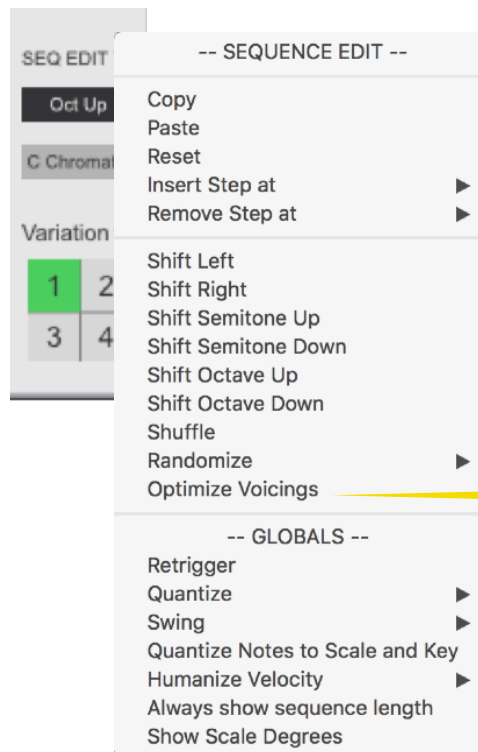 SEQ EDIT
Oct Up
C Chromat
Variation
1 2
3 4
-- SEQUENCE EDIT --
Copy
Paste
Reset
Insert Step at
Remove Step at
Shift Left
Shift Right
Shift Semitone Up
Shift Semitone Down
Shift Octave Up
Shift Octave Down
Shuffle
Randomize
Optimize Voicings
-- GLOBALS --
Retrigger
Quantize
Swing
Quantize Notes to Scale and Key
Humanize Velocity
Always show sequence length
Show Scale Degrees